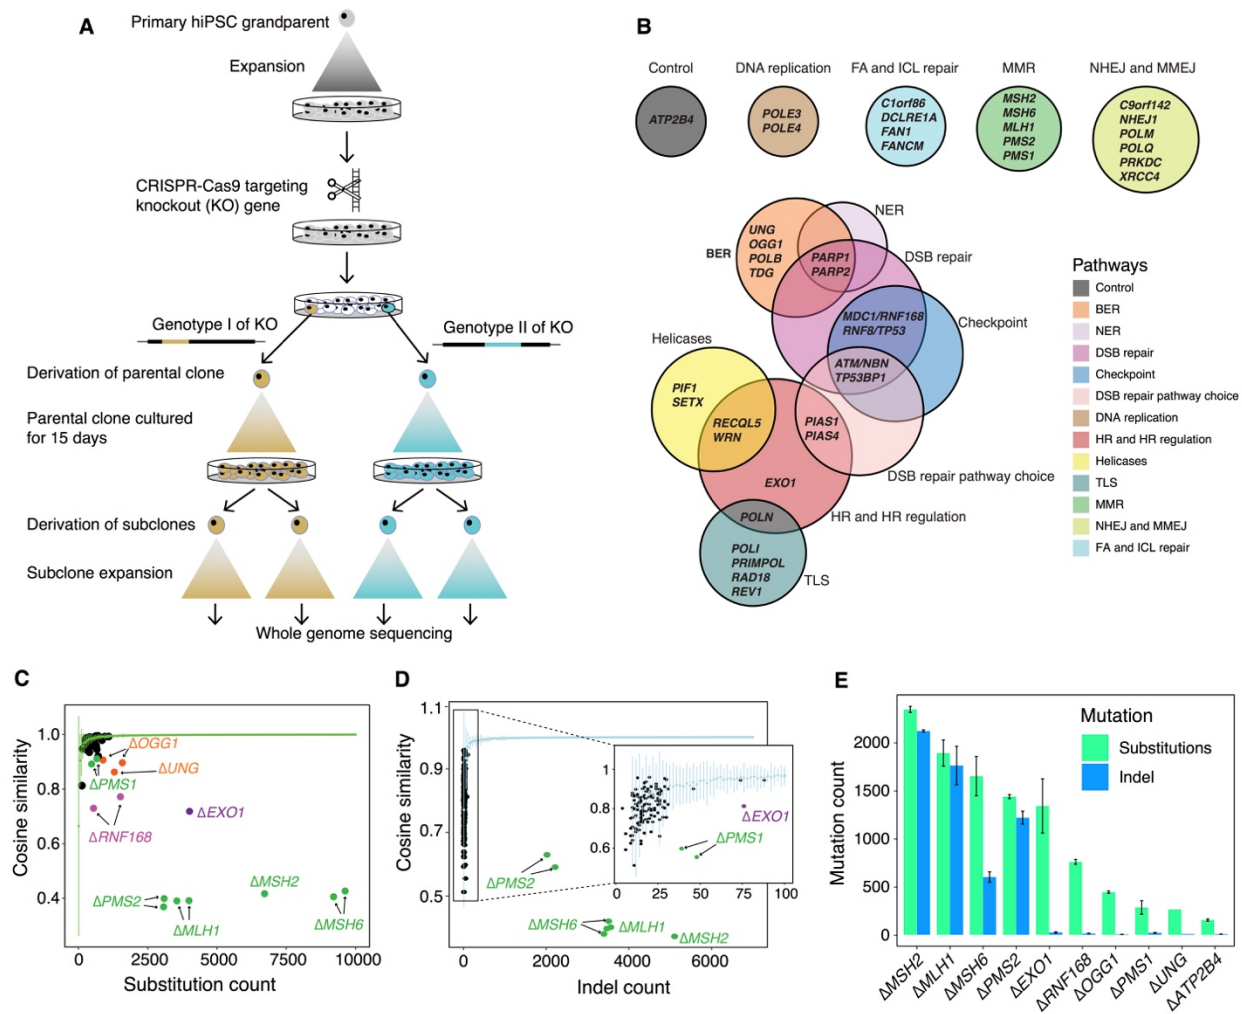 A
Primary hiPSC grandparent
Expansion
CRISPR-Cas9 targeting
knockout (KO) gene
Genotype I of KO
Genotype II of KO
Derivation of parental clone
Parental clone cultured
for 15 days
Derivation of subclones
Subclone expansion
Whole genome sequencing
B
Control
ATP2B4
DNA replication
POLE3
POLE4
FA and ICL repair
C1orf86
DCLRE1A
FAN1
FANCM
MMR
MSH2
MSH6
MLH1
PMS2
PMS1
NHEJ and MMEJ
C9orf142
NHEJ1
POLM
POLQ
PRKDC
XRCC4
NER
BER
UNG
OGG1
POLB
TDG
PARP1
PARP2
DSB repair
MDC1/RNF168
RNF8/TP53
Checkpoint
ATM/NBN
TP53BP1
Helicases
PIF1
SETX
RECQL5
WRN
PIAS1
PIAS4
DSB repair pathway choice
EXO1
HR and HR regulation
POLN
POLI
PRIMPOL
RAD18
REV1
TLS
Pathways
Control
BER
NER
DSB repair
Checkpoint
DSB repair pathway choice
DNA replication
HR and HR regulation
Helicases
TLS
MMR
NHEJ and MMEJ
FA and ICL repair
C
Cosine similarity
1.0
0.8
0.6
0.4
ΔOGG1
ΔUNG
ΔPMS1
ΔRNF168
ΔEXO1
ΔMSH2
ΔPMS2
ΔMLH1
ΔMSH6
0
2500
5000
7500
10000
Substitution count
D
Cosine similarity
1.1
0.9
0.7
0.5
1
0.8
0.6
ΔEXO1
ΔPMS1
0
25
50
75
100
ΔPMS2
ΔMSH6
ΔMLH1
ΔMSH2
0
2000
4000
6000
Indel count
E
Mutation count
2000
1500
1000
500
0
Mutation
Substitutions
Indel
ΔMSH2
ΔMLH1
ΔMSH6
ΔPMS2
ΔEXO1
ΔRNF168
ΔOGG1
ΔPMS1
ΔUNG
ΔATP2B4